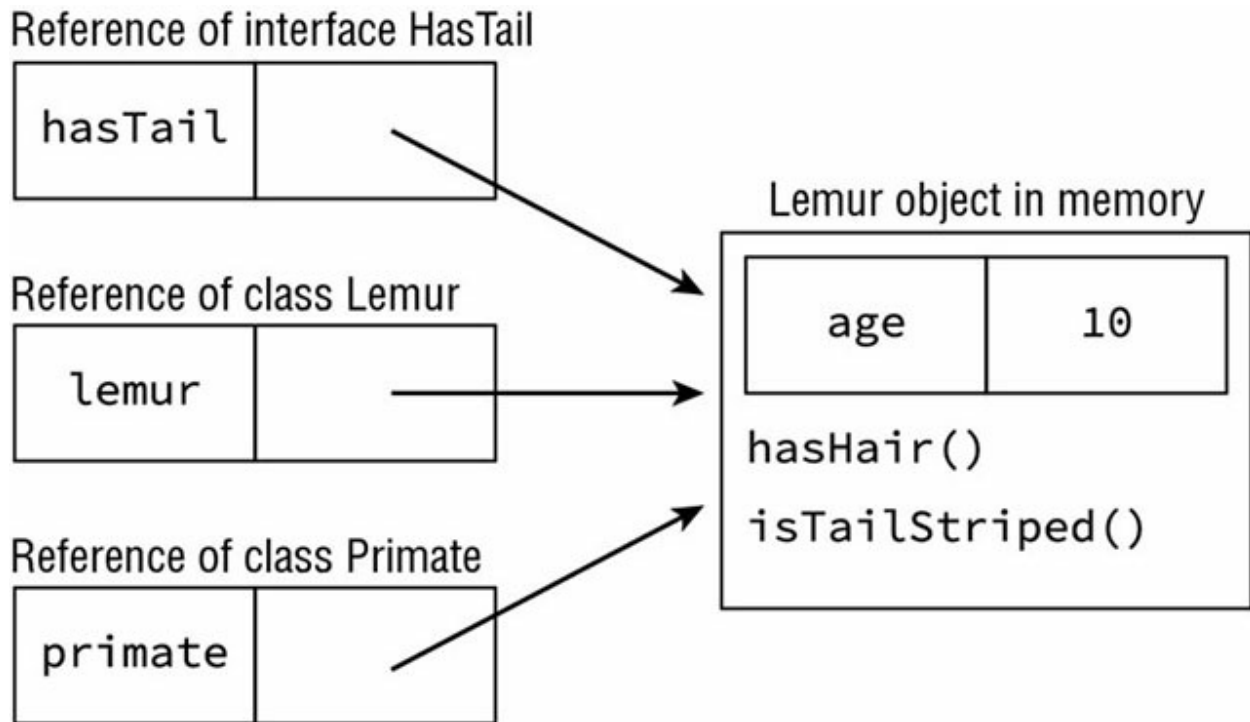 Reference of interface HasTail
hasTail
Reference of class Lemur
lemur
Reference of class Primate
primate
Lemur object in memory
age 10
hasHair()
isTailStriped()